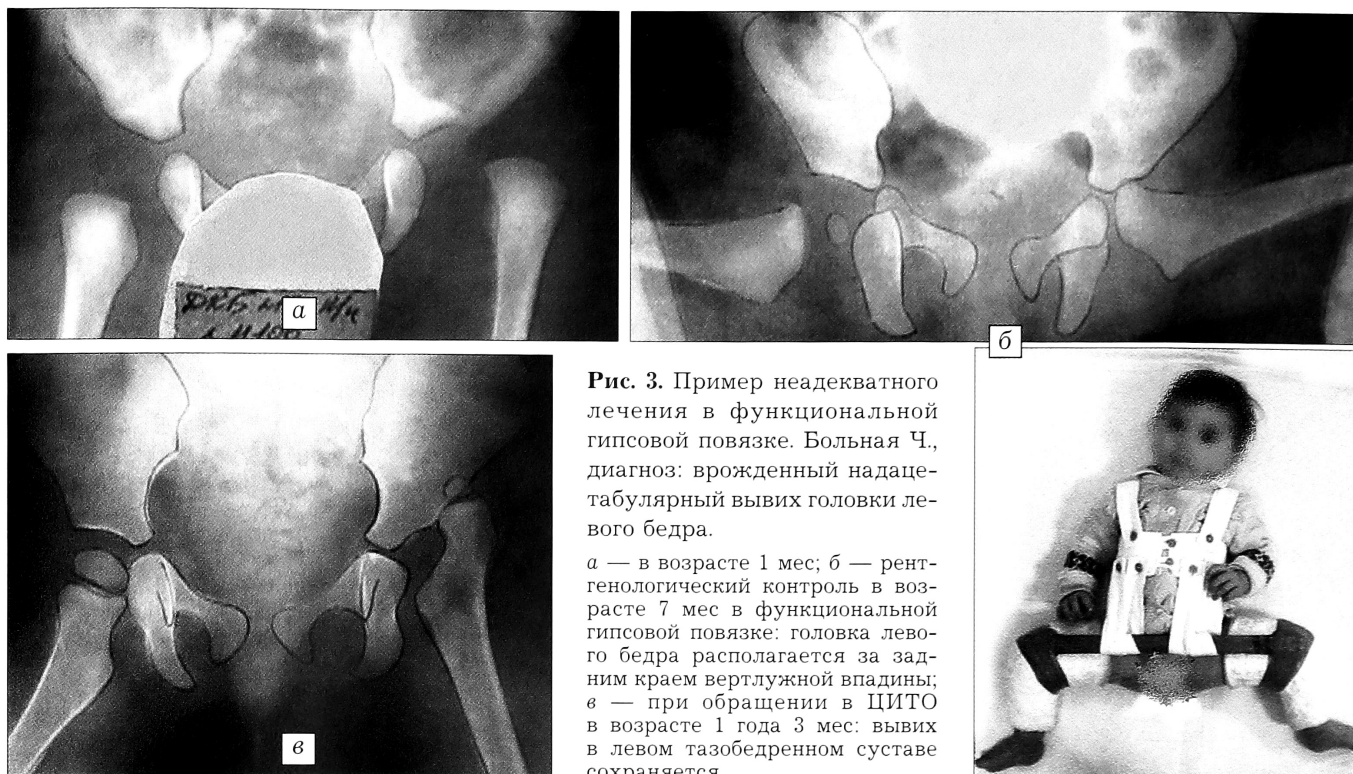 а
ДКБ
б
в
Рис. 3. Пример неадекватного
лечения в функциональной
гипсовой повязке. Больная Ч.,
диагноз: врожденный надаце-
табулярный вывих головки ле-
вого бедра.
а — в возрасте 1 мес; б — рент-
генологический контроль в воз-
расте 7 мес в функциональной
гипсовой повязке: головка лево-
го бедра располагается за зад-
ним краем вертлужной впадины;
в — при обращении в ЦИТО
в возрасте 1 года 3 мес: вывих
в левом тазобедренном суставе
сохраняется.